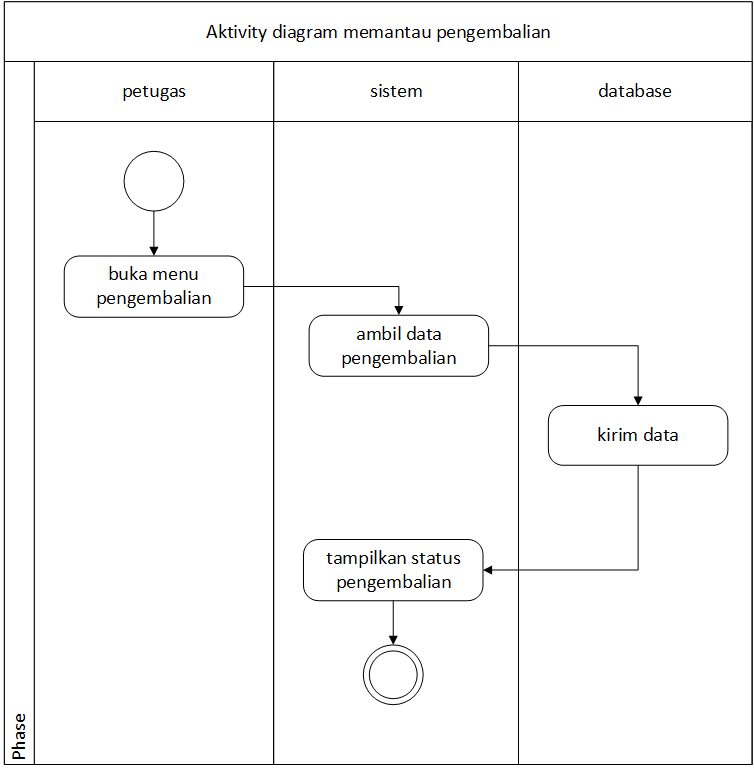 Aktivity diagram memantau pengembalian
petugas
sistem
database
buka menu
pengembalian
ambil data
pengembalian
kirim data
tampilkan status
pengembalian
Phase